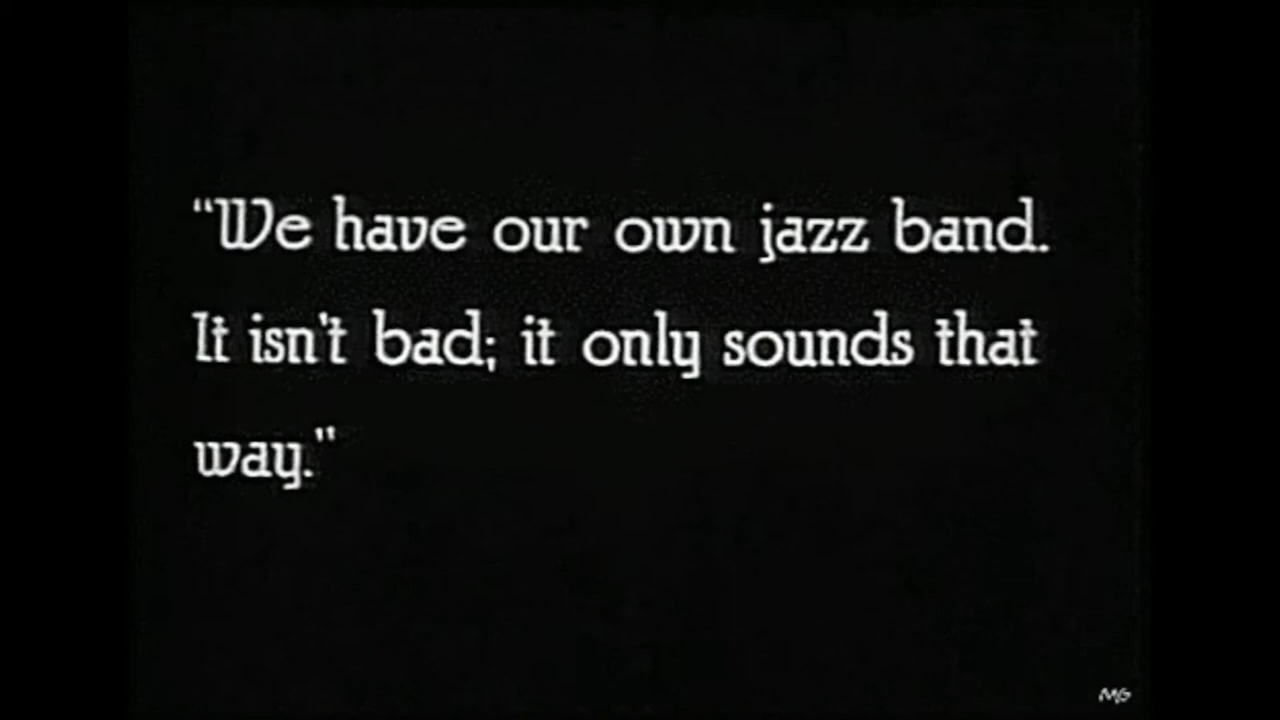 "We have our own jazz band.
It isn't bad; it only sounds that
way."
MG